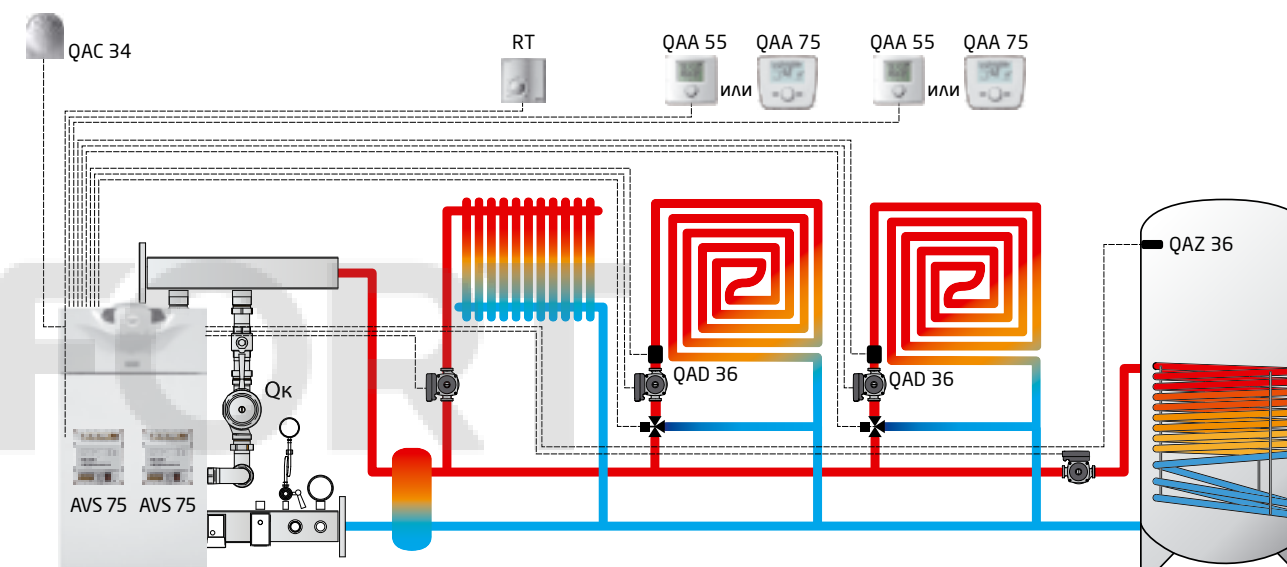 QAC 34
RT
QAA 55 или QAA 75
QAA 55 или QAA 75
QAZ 36
QAD 36
QAD 36
Qк
AVS 75 AVS 75